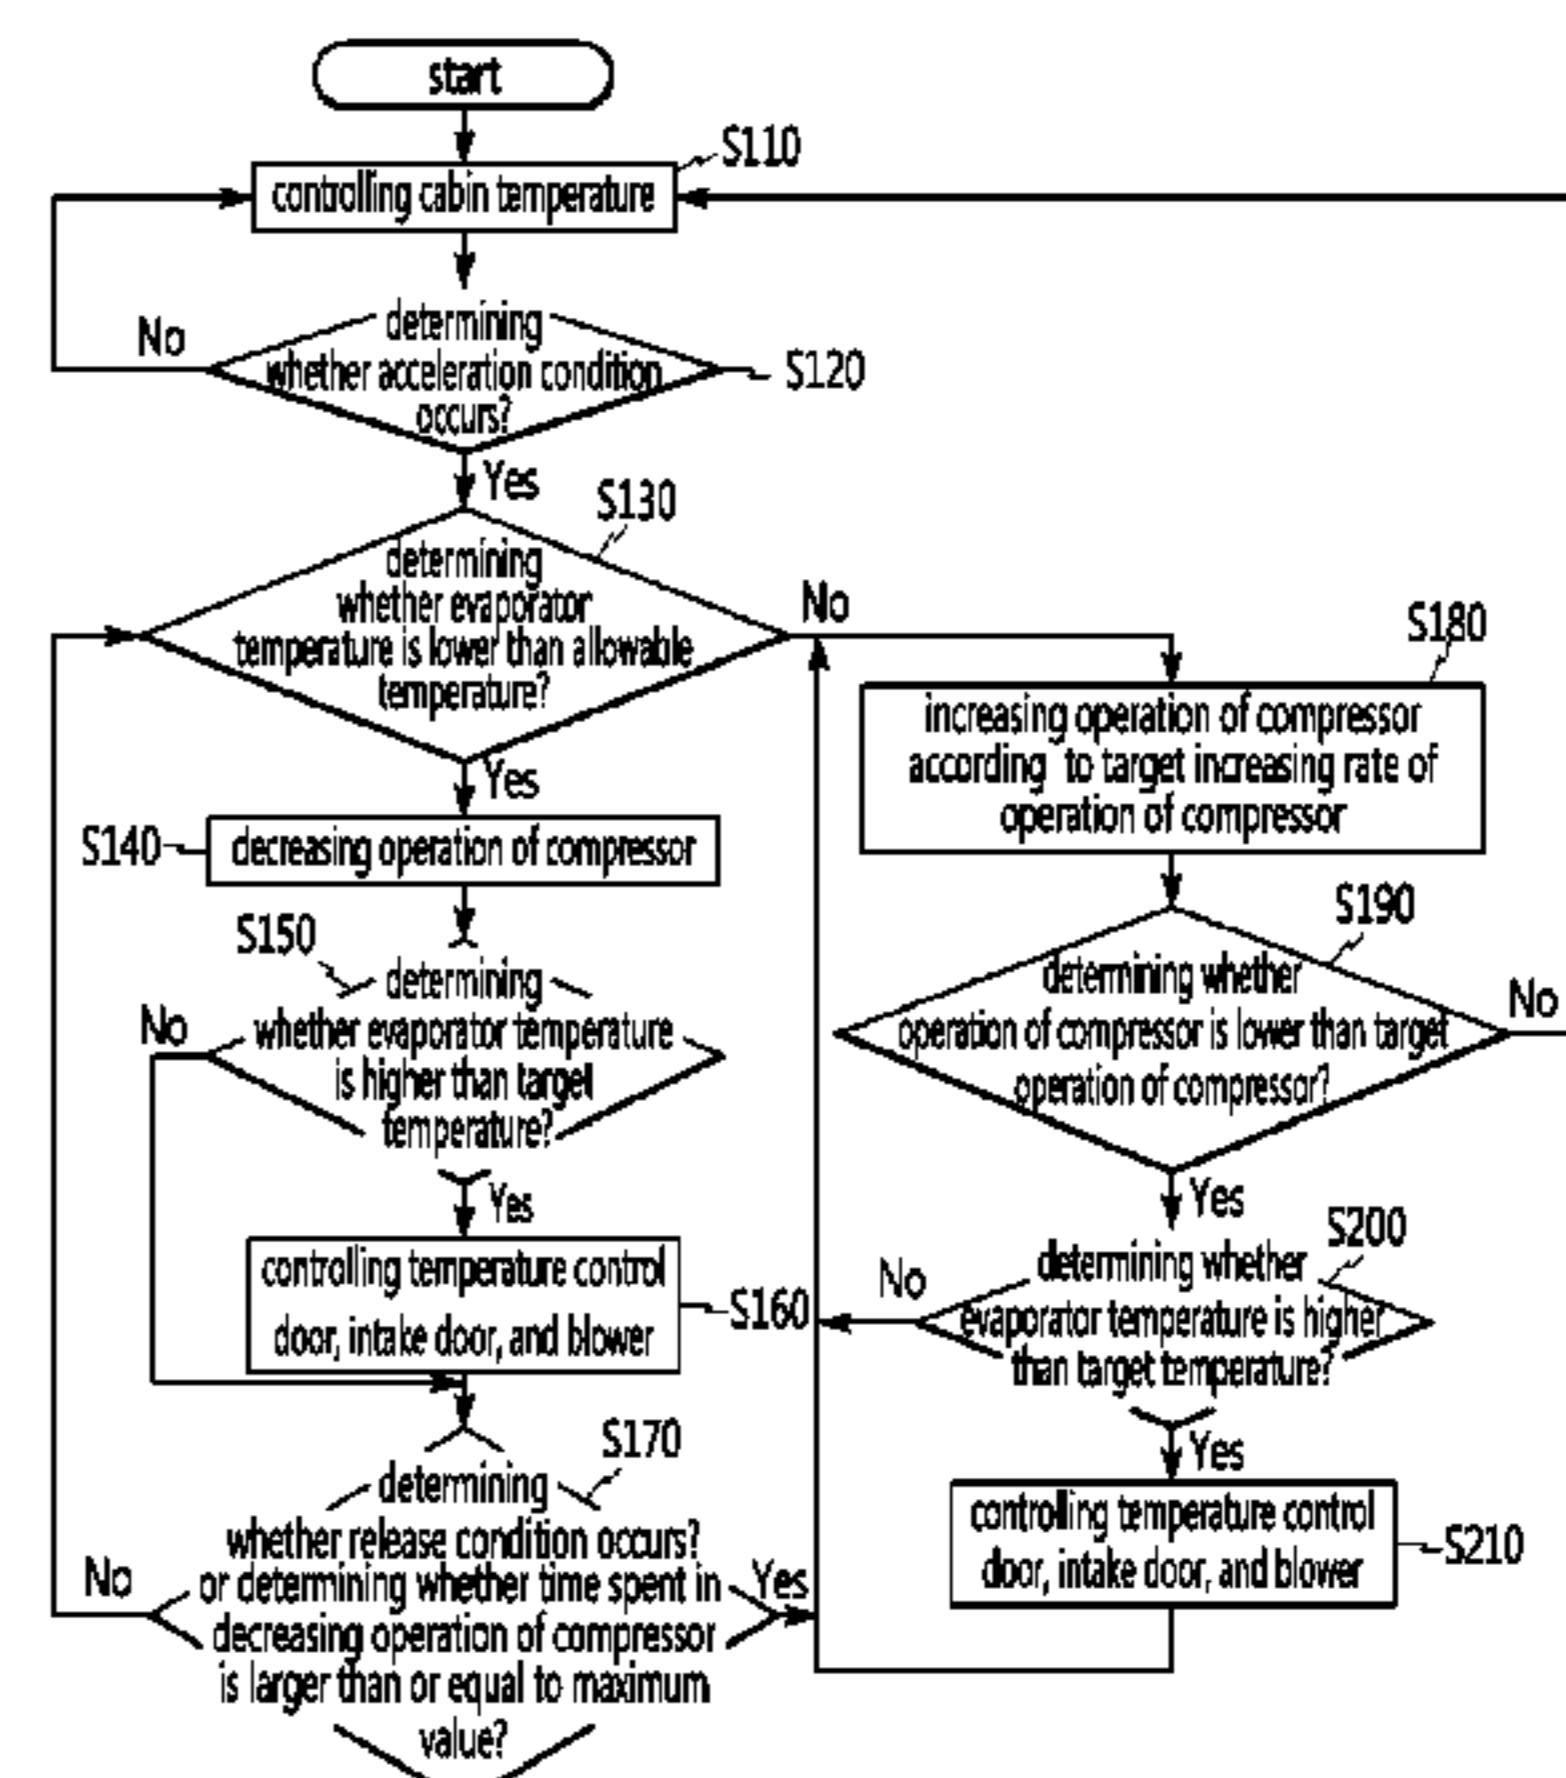 start
S110
controlling cabin temperature
No
determining
whether acceleration condition
occurs?
S120
Yes
S130
determining
whether evaporator
temperature is lower than allowable
temperature?
No
Yes
S140
decreasing operation of compressor
S150
determining
whether evaporator temperature
is higher than target
temperature?
No
Yes
controlling temperature control
door, intake door, and blower
S160
S170
determining
whether release condition occurs?
or determining whether time spent in
decreasing operation of compressor
is larger than or equal to maximum
value?
No
Yes
S180
increasing operation of compressor
according to target increasing rate of
operation of compressor
S190
determining whether
operation of compressor is lower than target
operation of compressor?
No
Yes
S200
determining whether
evaporator temperature is higher
than target temperature?
No
Yes
controlling temperature control
door, intake door, and blower
S210